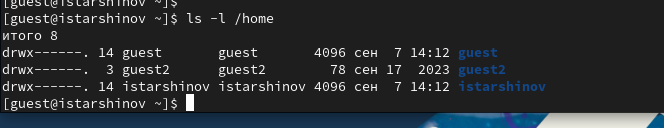 [guest@istarshinov ~]$
[guest@istarshinov ~]$ ls -l /home
итого 8
drwx------. 14 guest      guest      4096 сен  7 14:12 guest
drwx------.  3 guest2     guest2       78 сен 17  2023 guest2
drwx------. 14 istarshinov istarshinov 4096 сен  7 14:12 istarshinov
[guest@istarshinov ~]$